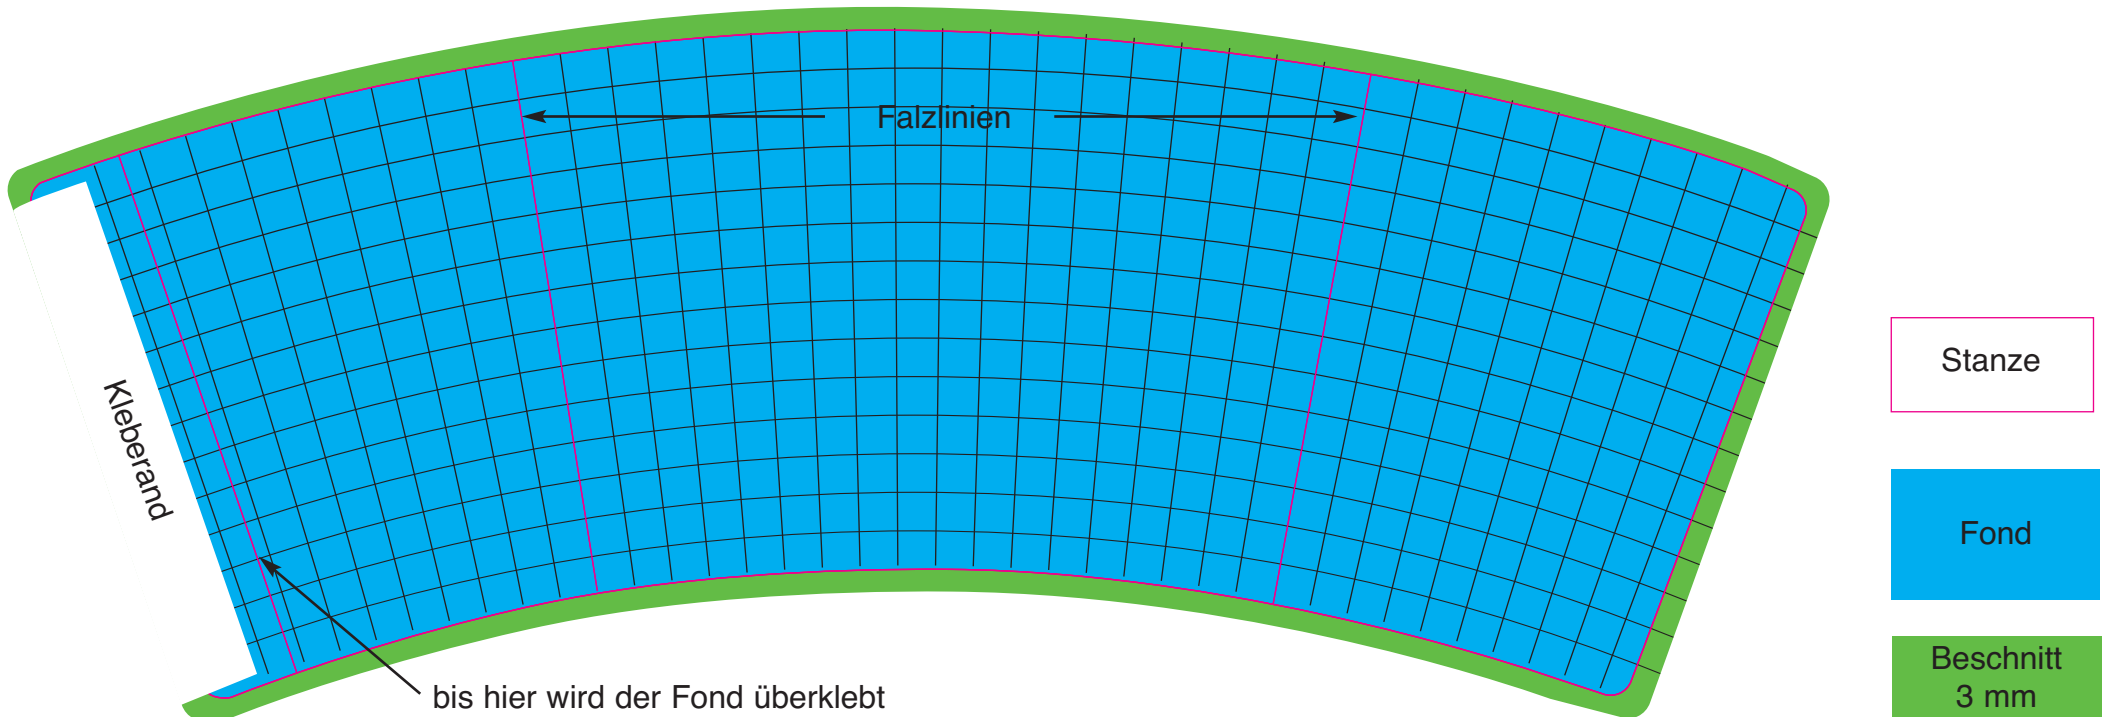 Falzlinien
Kleberand
bis hier wird der Fond überklebt
Stanze
Fond
Beschnitt
3 mm